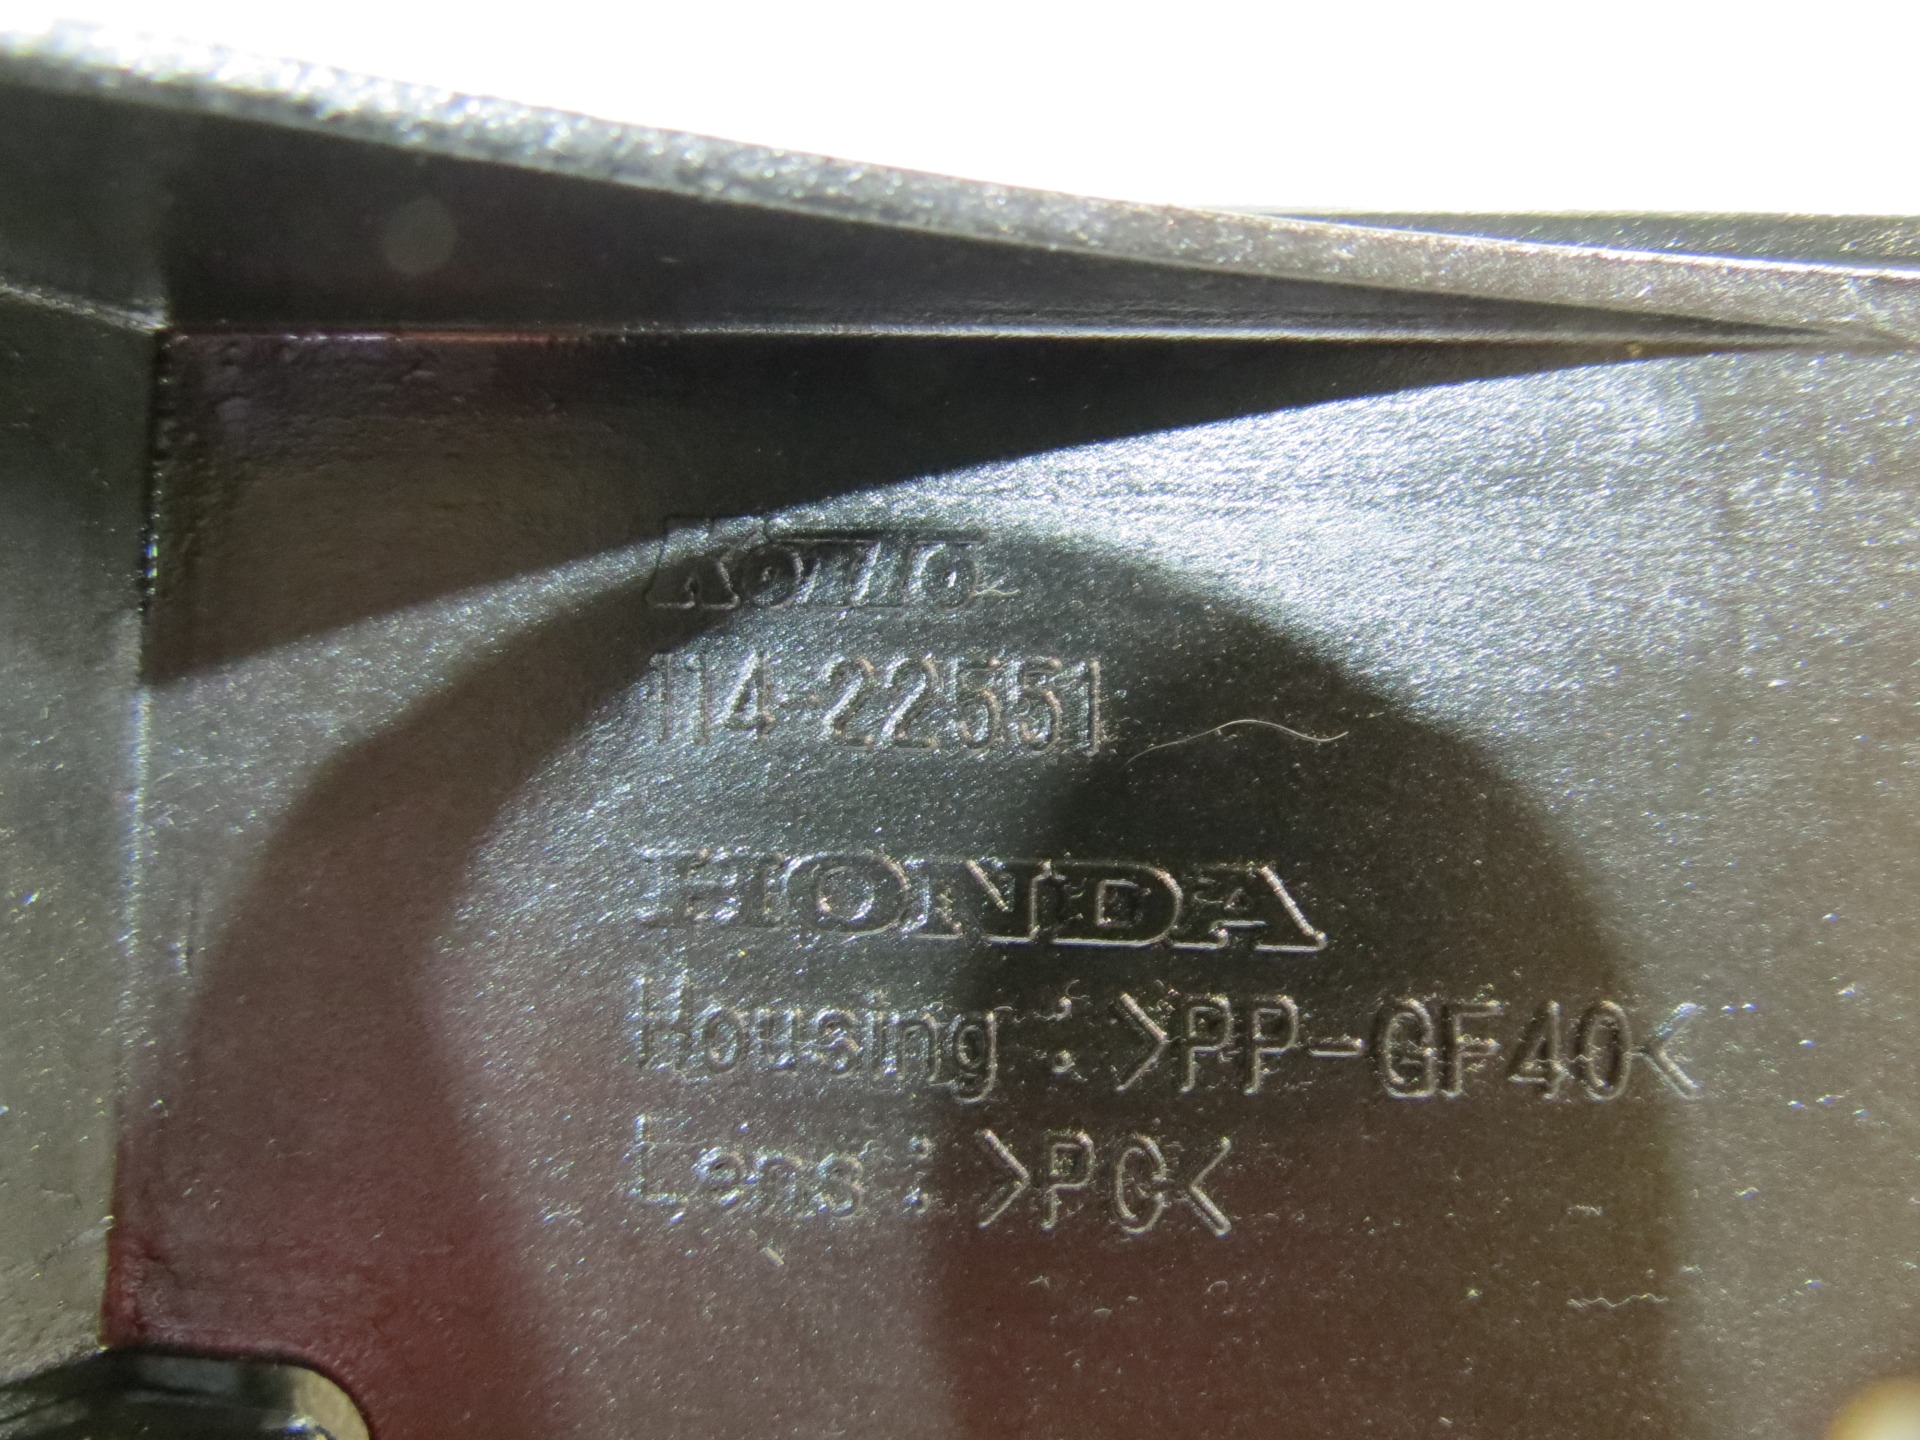 KOITO
114-22551
HONDA
Housing : >PP-GF40<
Lens : >PC<